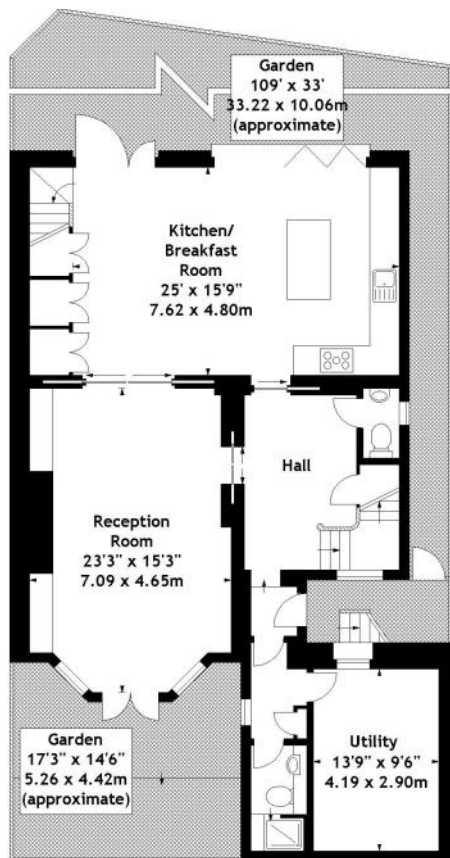 Garden
109' x 33'
33.22 x 10.06m
(approximate)
Kitchen/
Breakfast
Room
25' x 15'9"
7.62 x 4.80m
Hall
Reception
Room
23'3" x 15'3"
7.09 x 4.65m
Garden
17'3" x 14'6"
5.26 x 4.42m
(approximate)
Utility
13'9" x 9'6"
4.19 x 2.90m